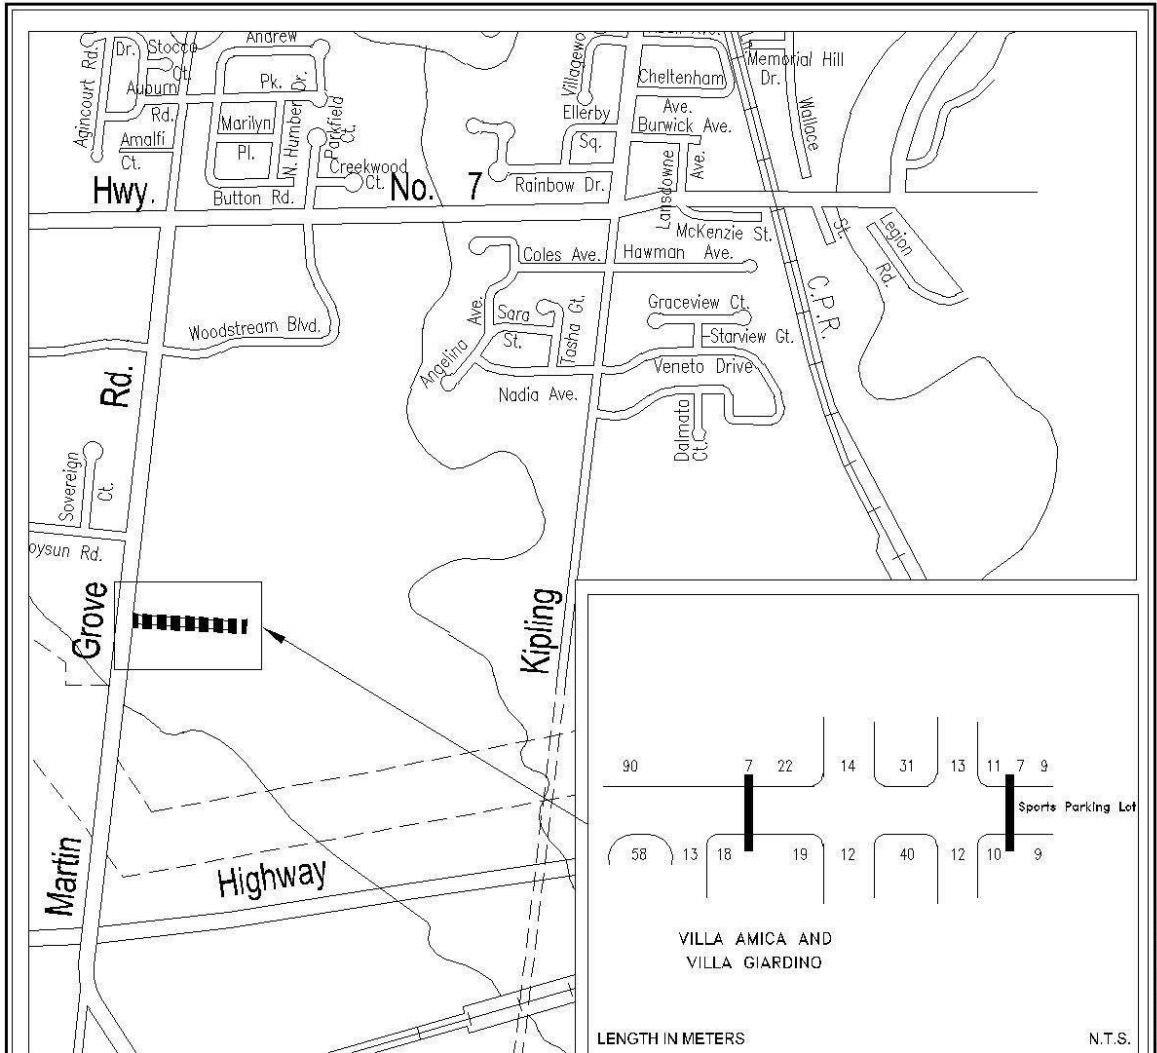 Andrew
Dr.
Stocco
Ct.
Agincourt Rd.
Auburn
Rd.
Pk.
Dr.
N. Humber
Parkfield
Ct.
Marilyn
Pl.
Amalfi
Ct.
Creekwood
Ct.
Button Rd.
Hwy. No. 7
Ellerby
Sq.
Rainbow Dr.
Cheltenham
Ave.
Burwick Ave.
Memorial Hill
Dr.
Wallace
St.
Lansdowne
Ave.
McKenzie St.
Legion
Rd.
Coles Ave.
Hawman Ave.
C.P.R.
Woodstream Blvd.
Angelina
Ave.
Sara
St.
Tasha Ct.
Graceview Ct.
Starview Gt.
Veneto Drive
Nadia Ave.
Dalmato
Ct.
Rd.
Sovereign
Ct.
oysun Rd.
Grove
Kipling
Martin
Highway
90 7 22 14 31 13 11 7 9
Sports Parking Lot
58 13 18 19 12 40 12 10 9
VILLA AMICA AND
VILLA GIARDINO
LENGTH IN METERS
N.T.S.